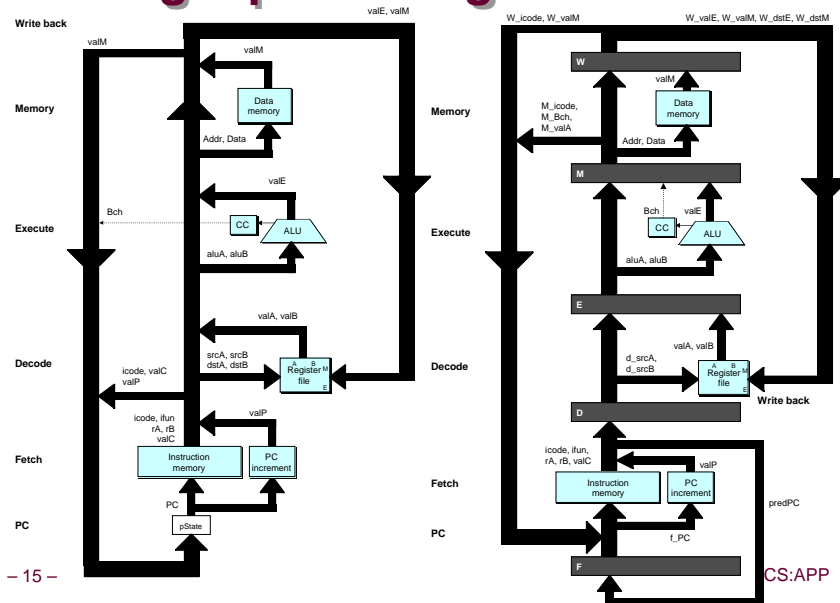 Write back
valE, valM
valM
valM
Memory
Data
memory
Addr, Data
valE
Bch
CC
ALU
Execute
aluA, aluB
valA, valB
Decode
srcA, srcB
dstA, dstB
A B
Register
file
M
E
icode, valC
valP
icode, ifun
rA, rB
valC
valP
Fetch
Instruction
memory
PC
increment
PC
PC
pState
– 15 –
W_icode, W_valM
W_valE, W_valM, W_dstE, W_dstM
W
valM
Memory
M_icode,
M_Bch,
M_valA
Data
memory
Addr, Data
M
Bch
CC
valE
ALU
Execute
aluA, aluB
E
valA, valB
Decode
d_srcA,
d_srcB
A B
Register
file
M
E
Write back
D
icode, ifun,
rA, rB, valC
valP
Fetch
Instruction
memory
PC
increment
predPC
PC
f_PC
F
CS:APP